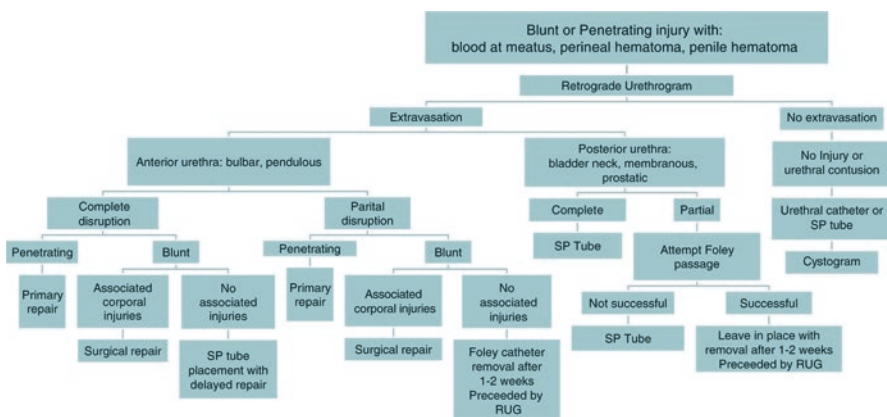 Blunt or Penetrating injury with:
blood at meatus, perineal hematoma, penile hematoma
Retrograde Urethrogram
Extravasation
No extravasation
Anterior urethra: bulbar, pendulous
Posterior urethra:
bladder neck, membranous,
prostatic
No Injury or
urethral contusion
Complete
disruption
Parital
disruption
Complete
Partial
Urethral catheter or
SP tube
Penetrating
Blunt
Penetrating
Blunt
SP Tube
Attempt Foley
passage
Cystogram
Primary
repair
Associated
corporal
injuries
No
associated
injuries
Primary
repair
Associated
corporal injuries
No
associated
injuries
Not successful
Successful
Surgical repair
SP tube
placement with
delayed repair
Surgical repair
Foley catheter
removal after
1-2 weeks
Preceeded by
RUG
SP Tube
Leave in place with
removal after 1-2 weeks
Preceeded by RUG